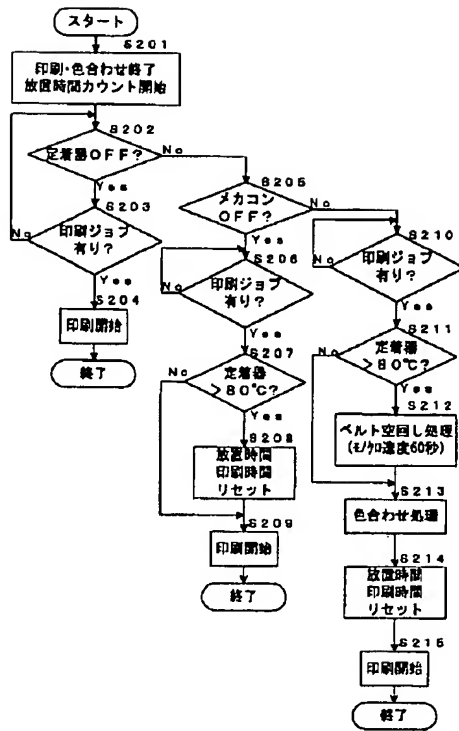 スタート
S201
印刷・色合わせ終了
放置時間カウント開始
S202
定着器OFF?
No
Yes
S203
印刷ジョブ
有り?
No
Yes
S204
印刷開始
終了
S205
メカコン
OFF?
No
Yes
S206
印刷ジョブ
有り?
No
Yes
S207
定着器
>80℃?
No
Yes
S208
放置時間
印刷時間
リセット
S209
印刷開始
終了
S210
印刷ジョブ
有り?
No
Yes
S211
定着器
>80℃?
No
Yes
S212
ベルト空回し処理
(モノクロ速度60秒)
S213
色合わせ処理
S214
放置時間
印刷時間
リセット
S215
印刷開始
終了